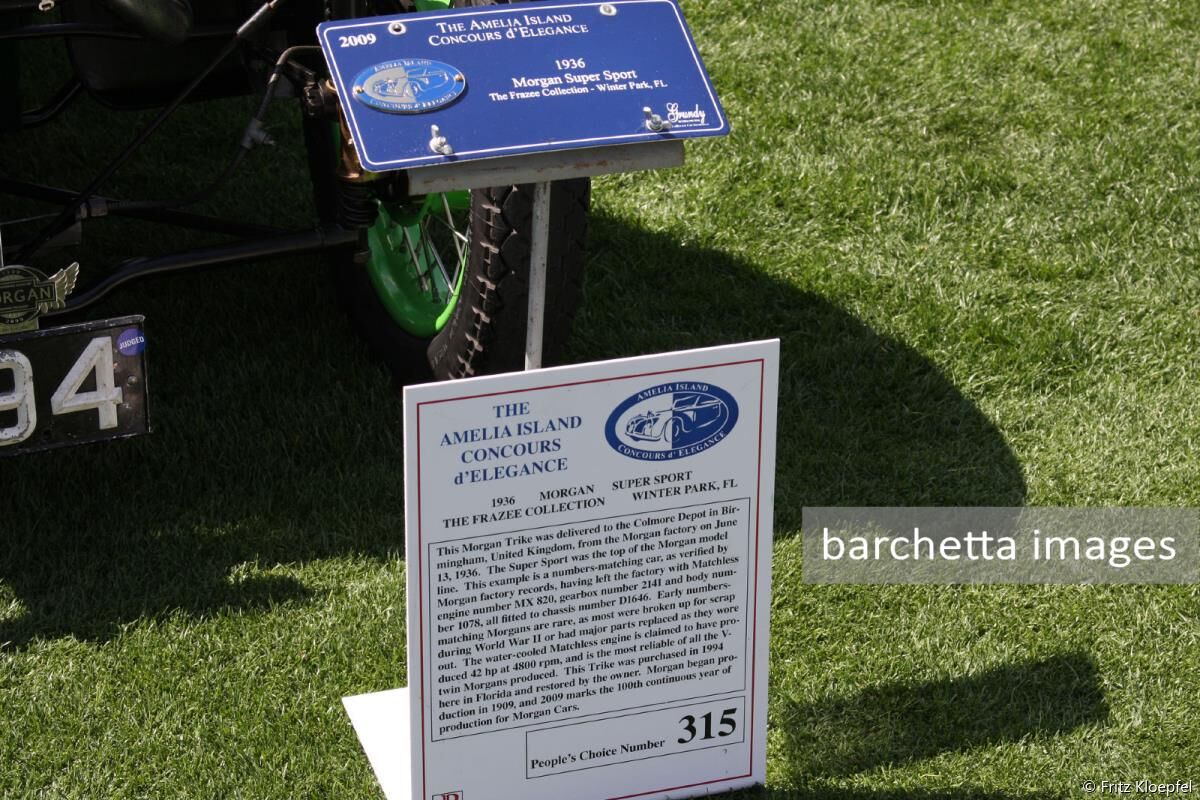 2009
The Amelia Island
Concours d'Elegance
AMELIA ISLAND
CONCOURS d'ELEGANCE
1936
Morgan Super Sport
The Frazee Collection - Winter Park, FL
Grundy
ORGAN
94
JUDGED
THE
AMELIA ISLAND
CONCOURS
d'ELEGANCE
AMELIA ISLAND
CONCOURS d'ELEGANCE
1936 MORGAN SUPER SPORT
THE FRAZEE COLLECTION WINTER PARK, FL
This Morgan Trike was delivered to the Colmore Depot in Bir-
mingham, United Kingdom, from the Morgan factory on June
13, 1936. The Super Sport was the top of the Morgan model
line. This example is a numbers-matching car, as verified by
Morgan factory records, having left the factory with Matchless
engine number MX 820, gearbox number 2141 and body num-
ber 1078, all fitted to chassis number D1646. Early numbers-
matching Morgans are rare, as most were broken up for scrap
during World War II or had major parts replaced as they wore
out. The water-cooled Matchless engine is claimed to have pro-
duced 42 hp at 4800 rpm, and is the most reliable of all the V-
twin Morgans produced. This Trike was purchased in 1994
here in Florida and restored by the owner. Morgan began pro-
duction in 1909, and 2009 marks the 100th continuous year of
production for Morgan Cars.
People's Choice Number 315
barchetta images
© Fritz Kloepfel